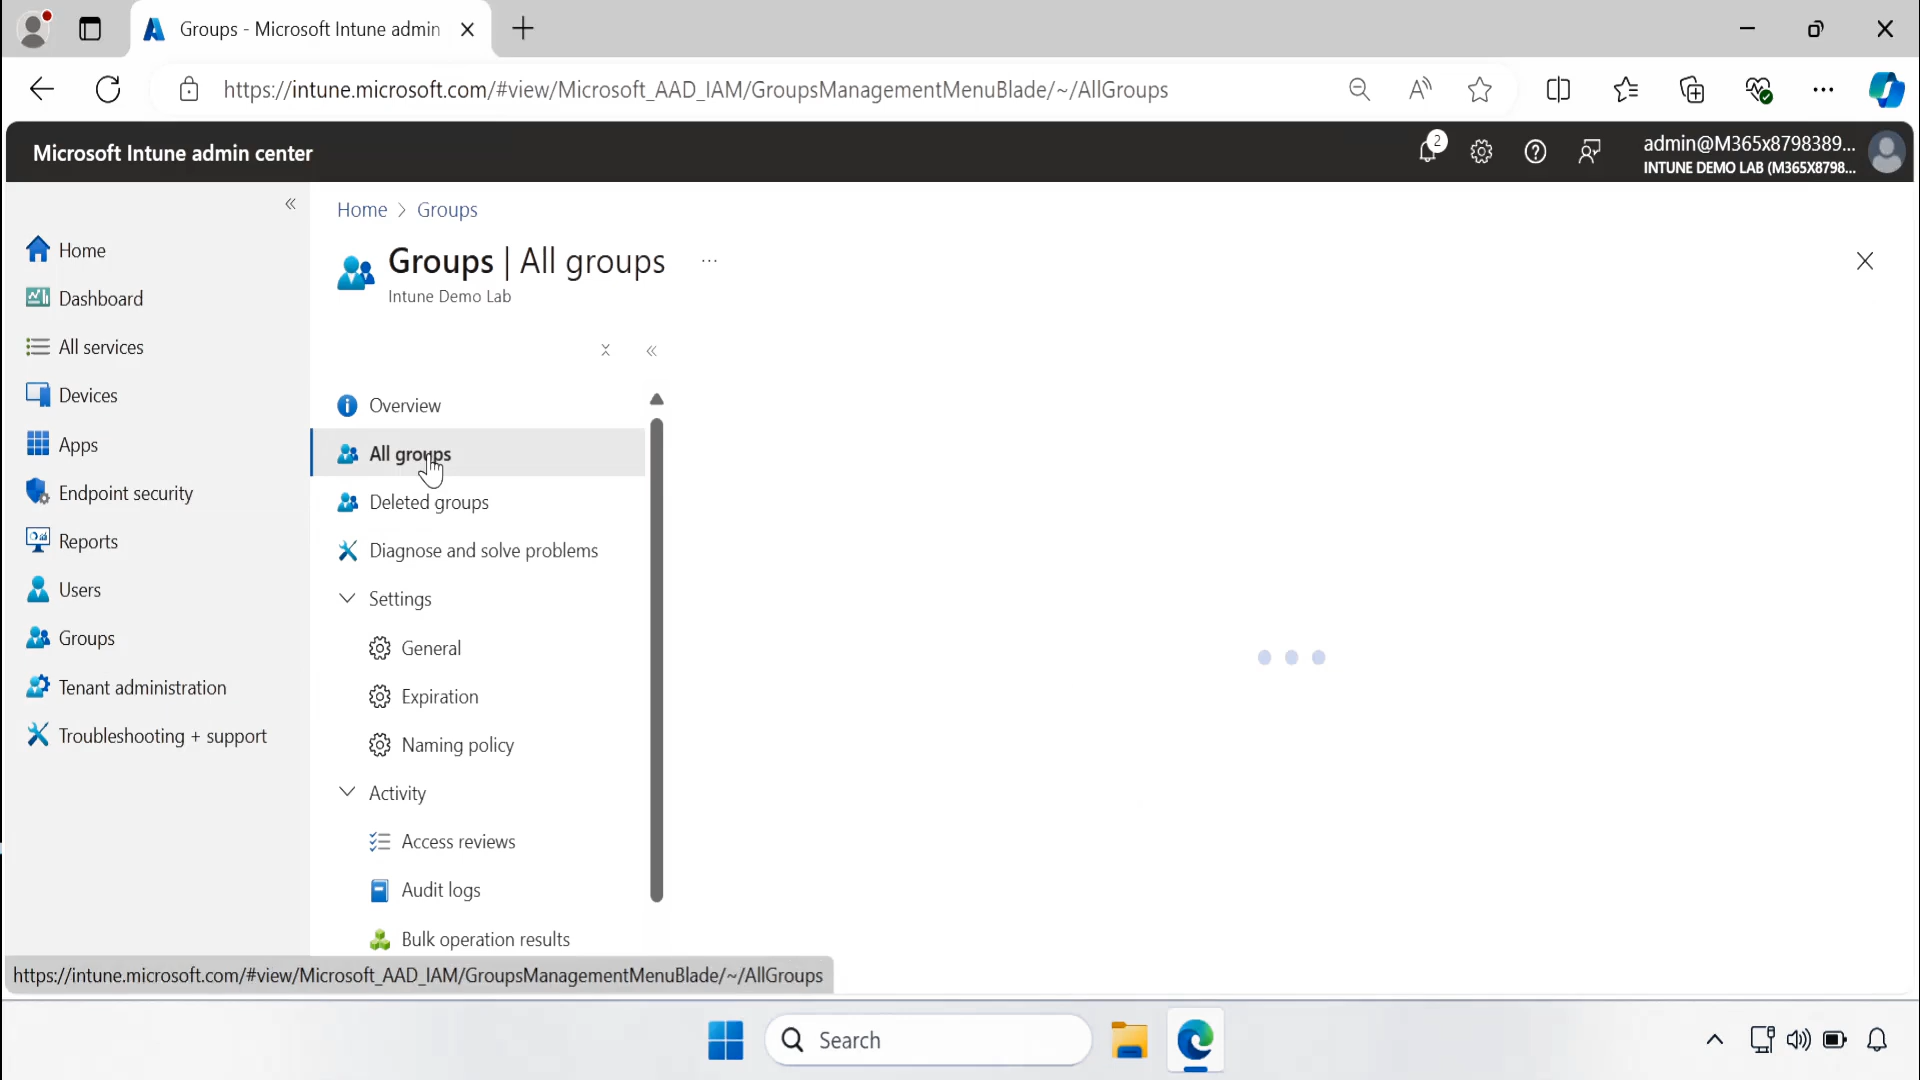 Groups - Microsoft Intune admin
https://intune.microsoft.com/#view/Microsoft_AAD_IAM/GroupsManagementMenuBlade/~/AllGroups
Microsoft Intune admin center
2
admin@M365x8798389...
INTUNE DEMO LAB (M365X8798...
Home
Dashboard
All services
Devices
Apps
Endpoint security
Reports
Users
Groups
Tenant administration
Troubleshooting + support
Home > Groups
Groups | All groups
Intune Demo Lab
Overview
All groups
Deleted groups
Diagnose and solve problems
Settings
General
Expiration
Naming policy
Activity
Access reviews
Audit logs
Bulk operation results
https://intune.microsoft.com/#view/Microsoft_AAD_IAM/GroupsManagementMenuBlade/~/AllGroups
Search